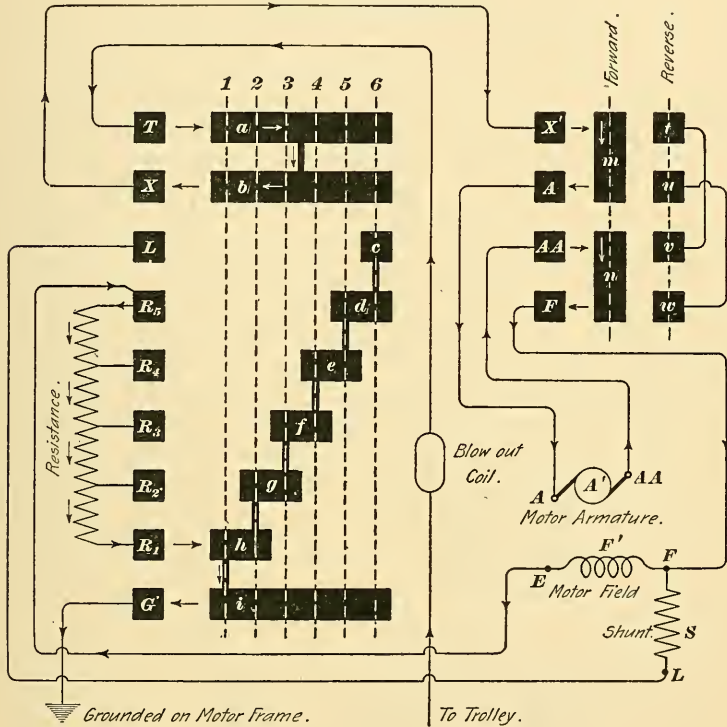 1 2 3 4 5 6
Forward.
Reverse.
T a X' m t
X b A u
L c AA n v
R5 d F w
R4 e
Resistance.
R3 f
Blow out
Coil.
R2 g
A A' AA
Motor Armature.
R1 h
F'
E F
Motor Field
G i
Shunt. S
L
Grounded on Motor Frame.
To Trolley.